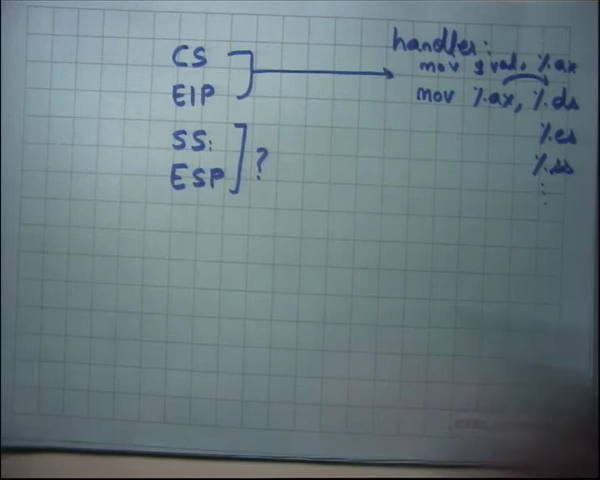 CS
EIP
SS:
ESP
?
handler:
mov $val, %ax
mov %ax, %ds
%es
%ss
⋮